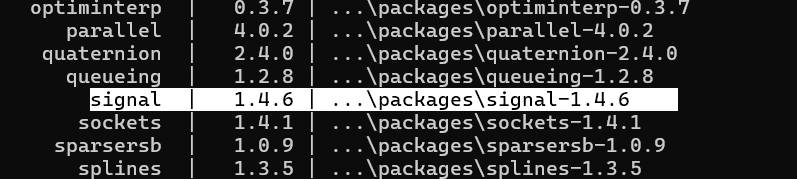 optiminterp | 0.3.7 | ...\packages\optiminterp-0.3.7
parallel | 4.0.2 | ...\packages\parallel-4.0.2
quaternion | 2.4.0 | ...\packages\quaternion-2.4.0
queueing | 1.2.8 | ...\packages\queueing-1.2.8
signal | 1.4.6 | ...\packages\signal-1.4.6
sockets | 1.4.1 | ...\packages\sockets-1.4.1
sparsersb | 1.0.9 | ...\packages\sparsersb-1.0.9
splines | 1.3.5 | ...\packages\splines-1.3.5